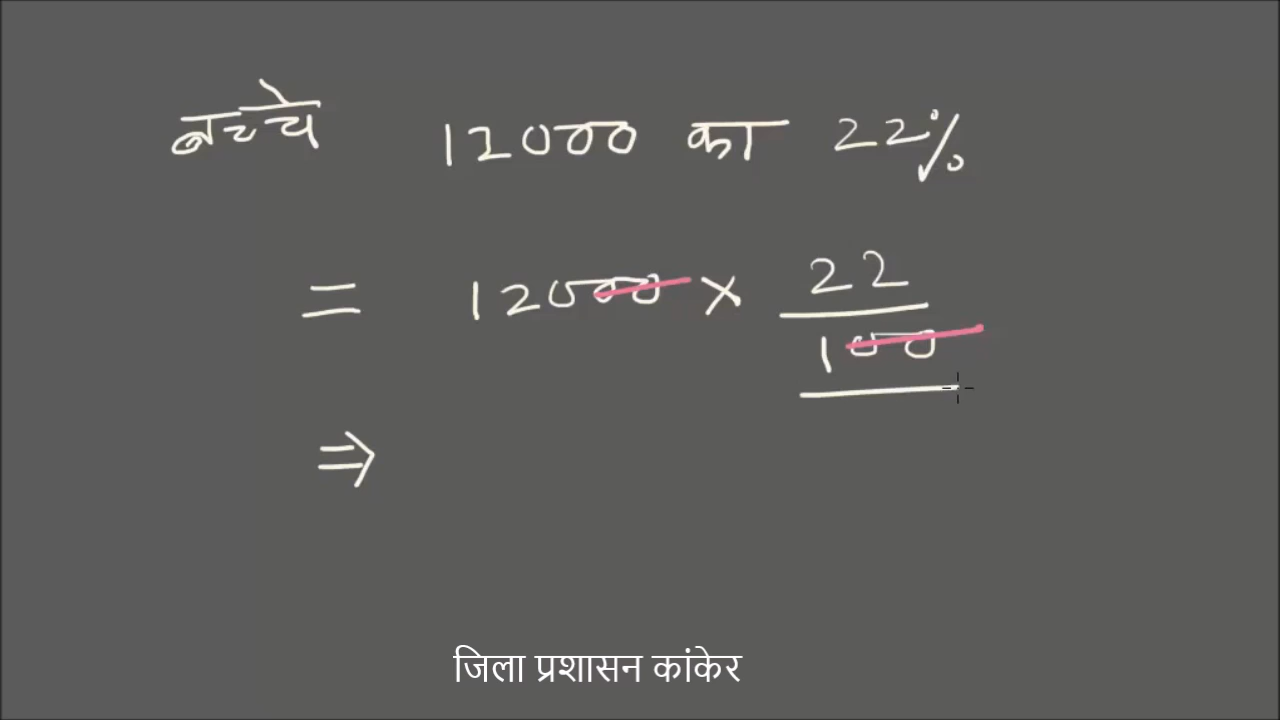 बच्चे 12000 का 22%
= 12000 × 22/100
⇒
जिला प्रशासन कांकेर